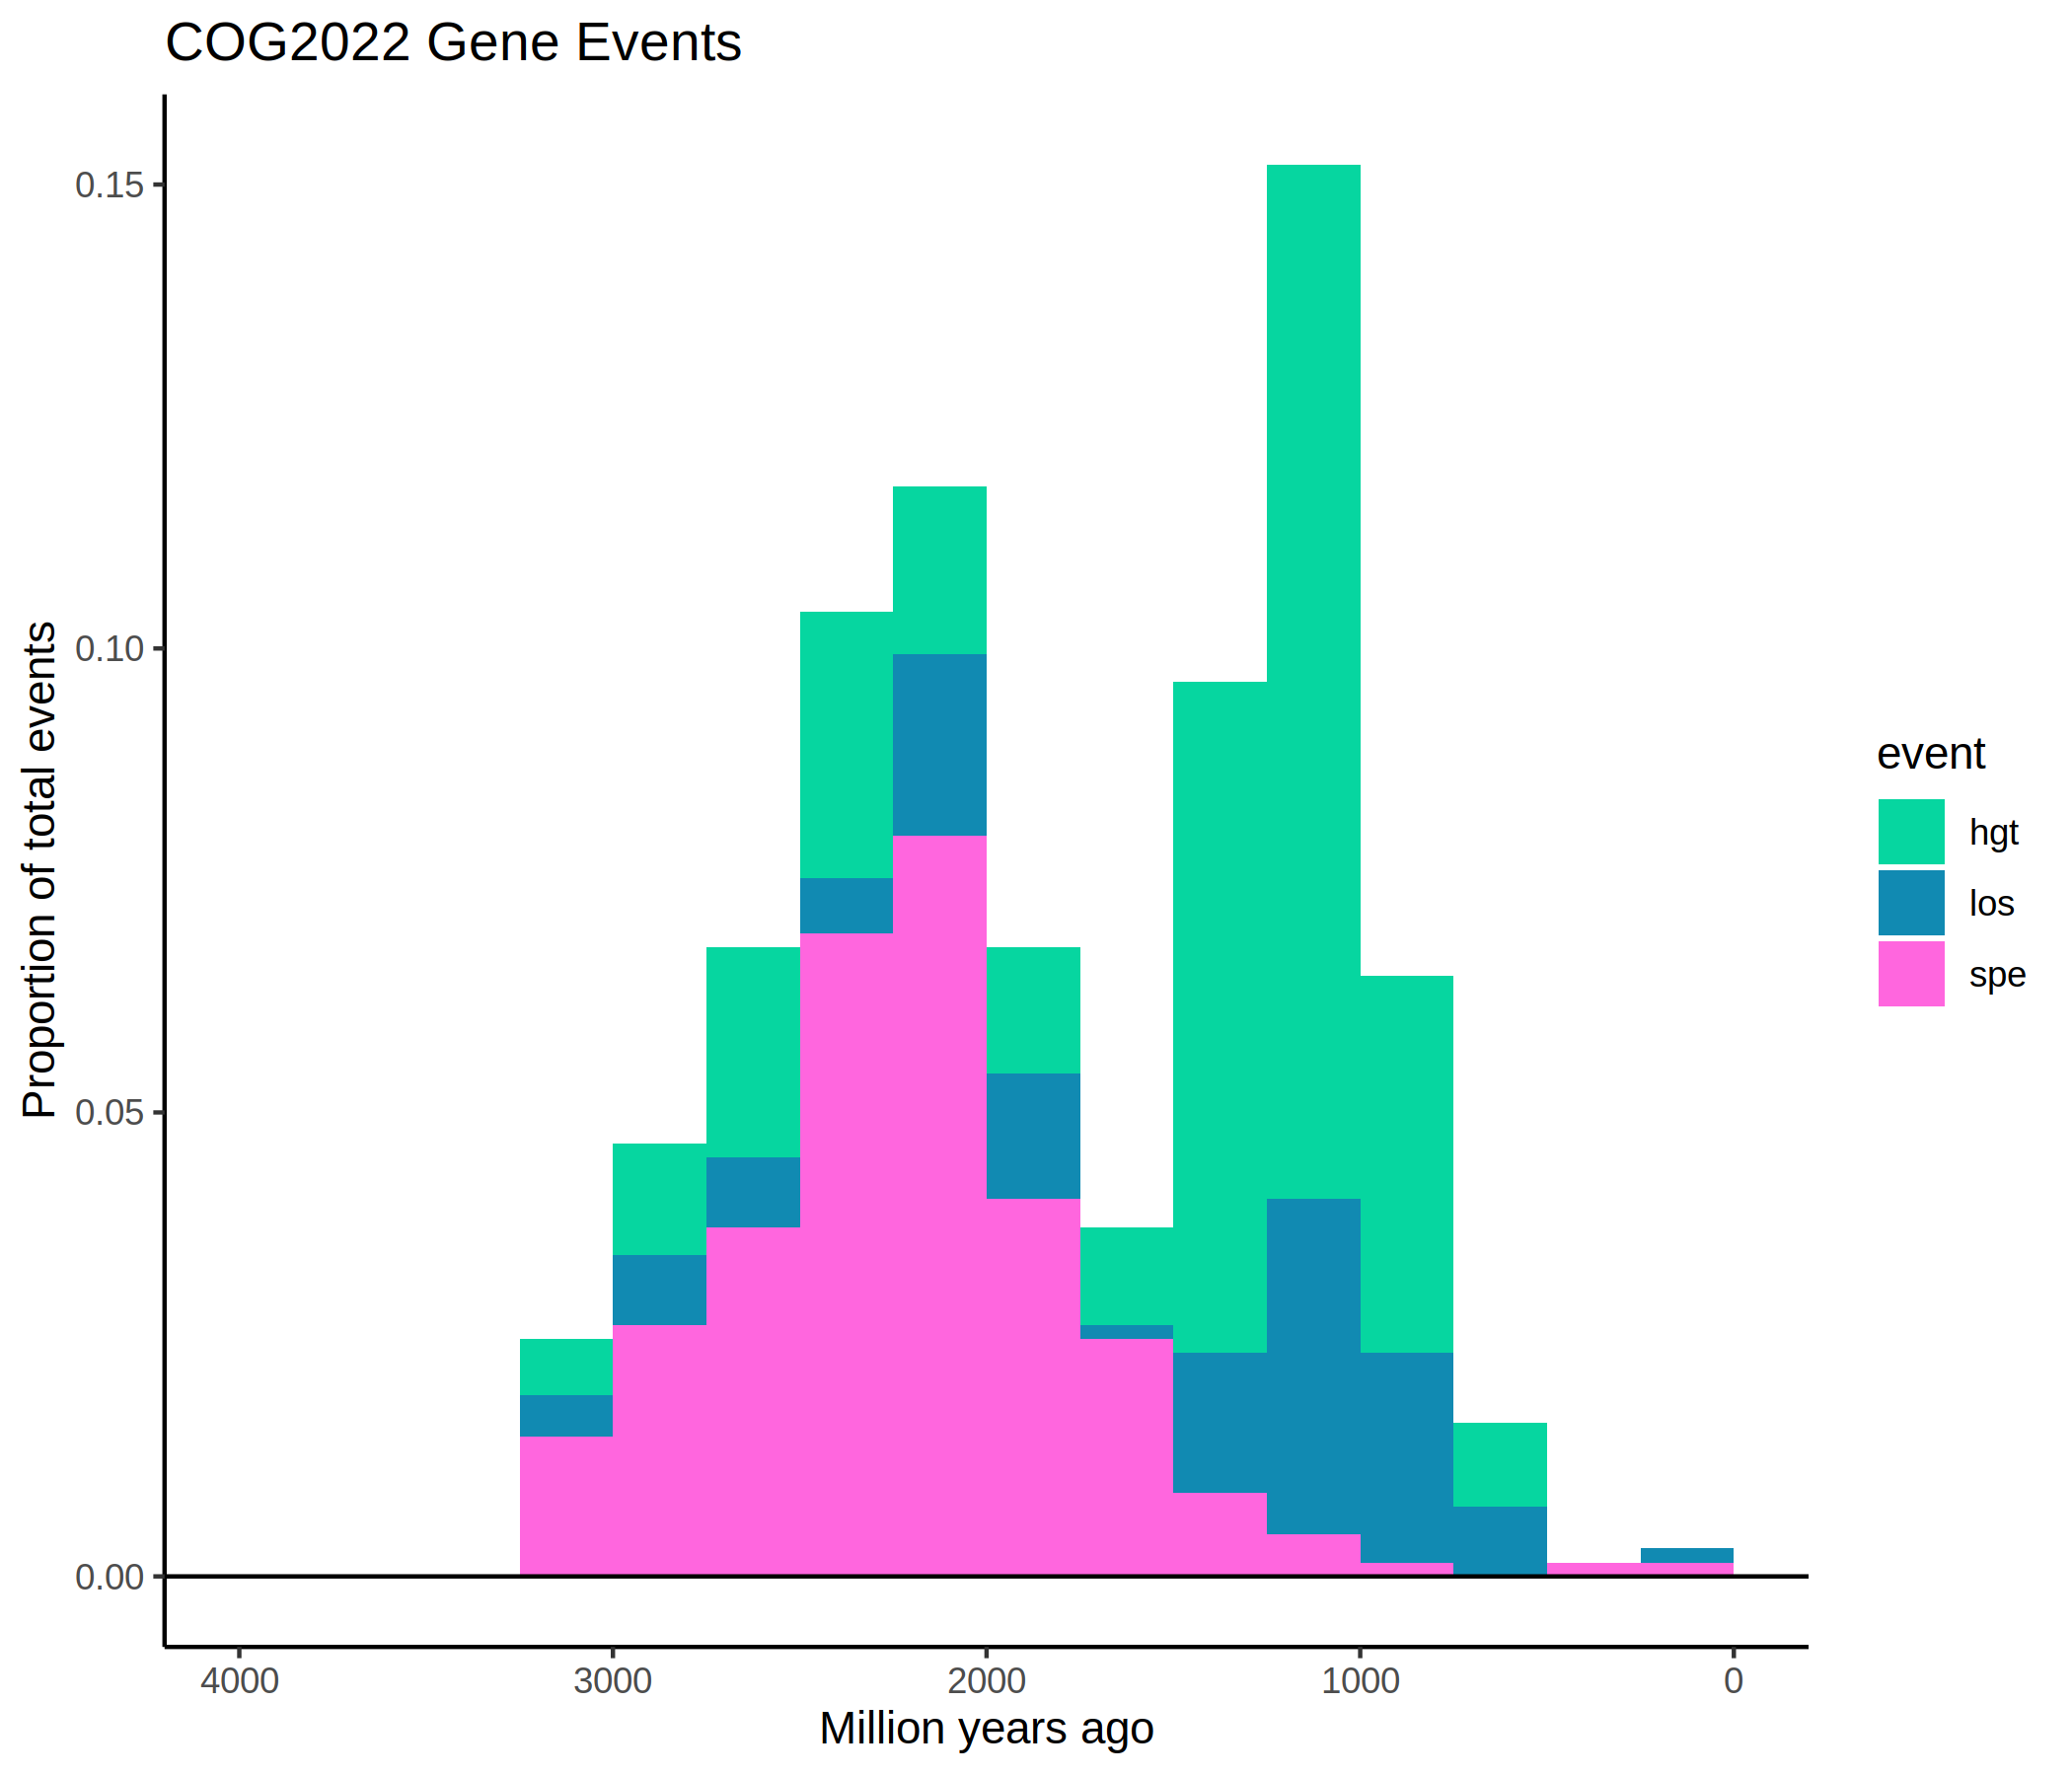 COG2022 Gene Events
Proportion of total events
0.15
0.10
0.05
0.00
4000 3000 2000 1000 0
Million years ago
event
hgt
los
spe